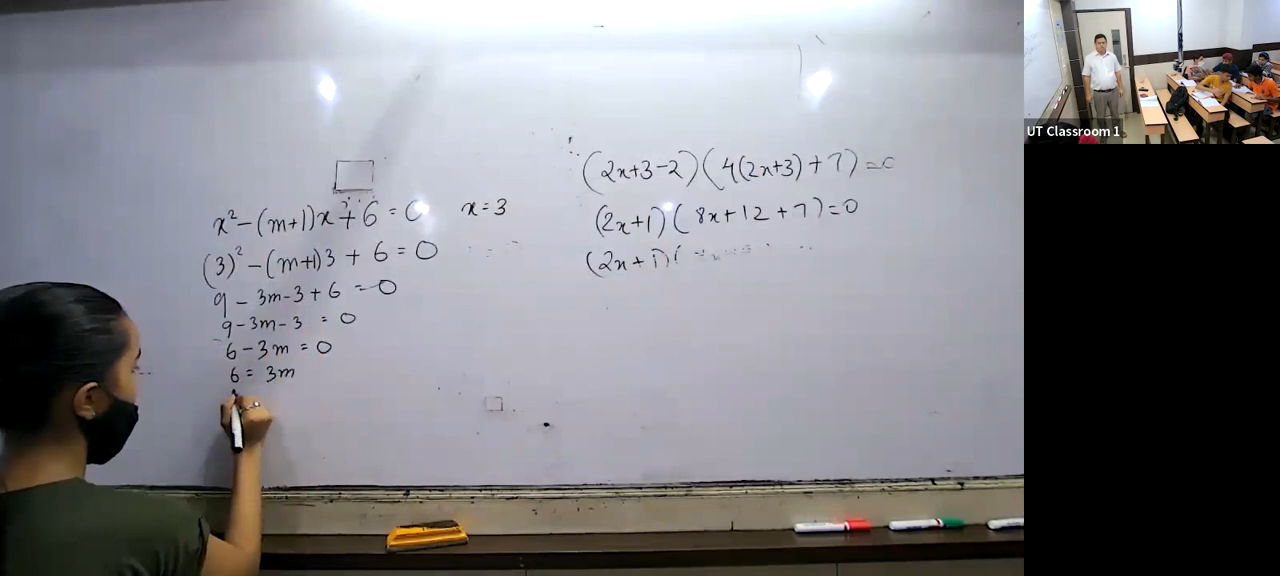 x² - (m+1)x + 6 = 0 x = 3
(3)² - (m+1)3 + 6 = 0
9 - 3m - 3 + 6 = 0
9 - 3m - 3 = 0
6 - 3m = 0
6 = 3m
(2x+3-2)(4(2x+3)+7) = 0
(2x+1)(8x+12+7) = 0
(2x+1)(
UT Classroom 1